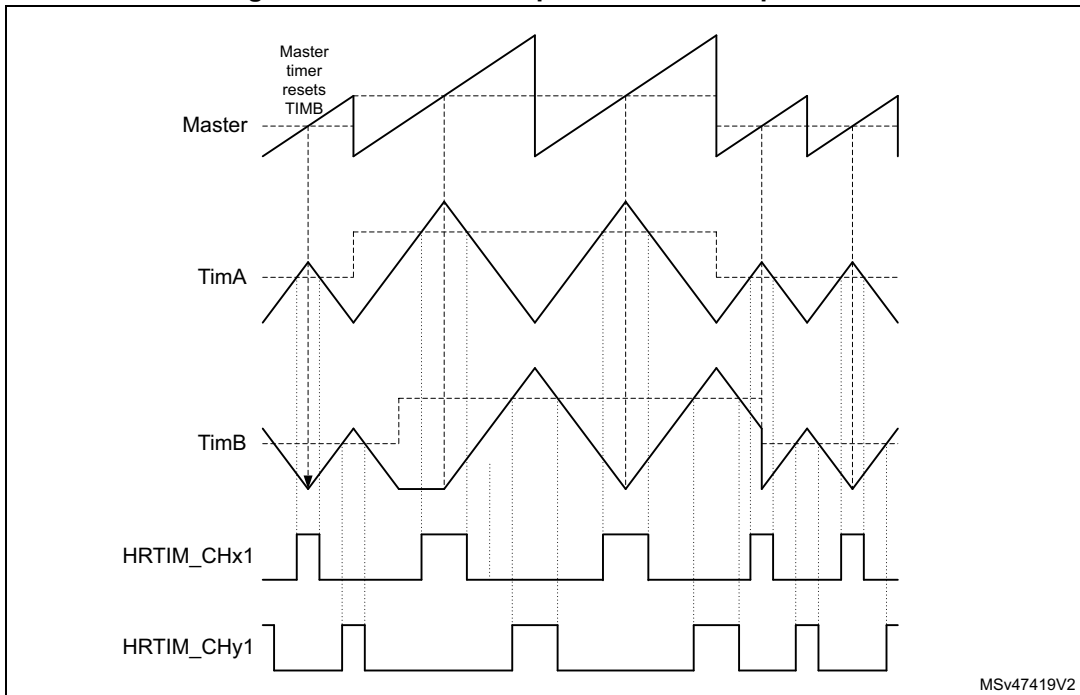 Master
timer
resets
TIMB
Master
TimA
TimB
HRTIM_CHx1
HRTIM_CHy1
MSv47419V2